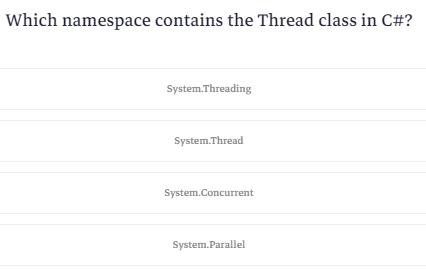 Which namespace contains the Thread class in C#?
System.Threading
System.Thread
System.Concurrent
System.Parallel